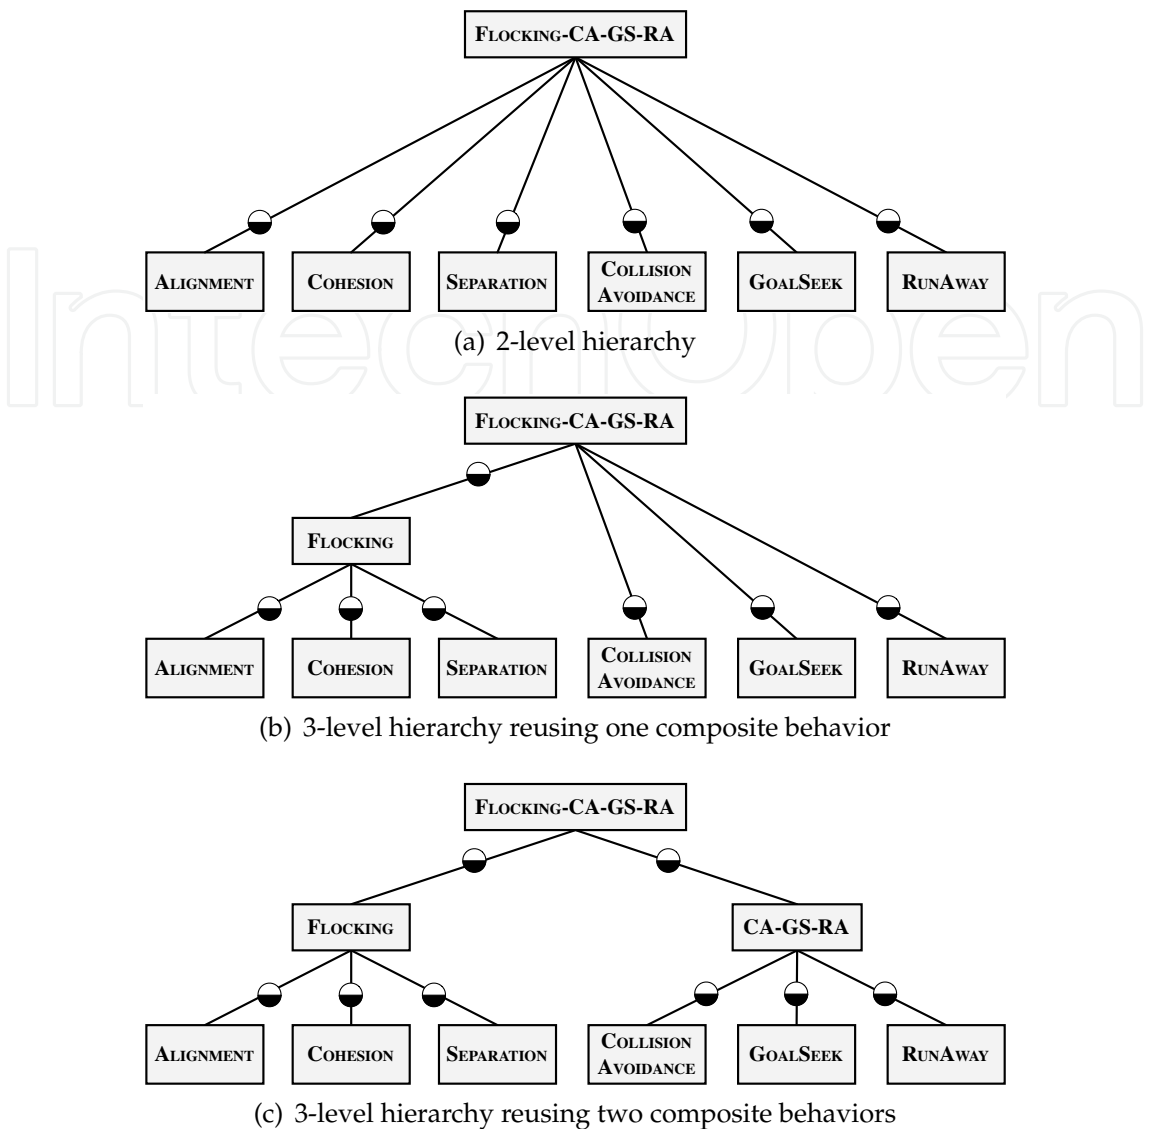 FLOCKING-CA-GS-RA
ALIGNMENT
COHESION
SEPARATION
COLLISION
AVOIDANCE
GOALSEEK
RUNAWAY
(a) 2-level hierarchy
IntechOpen
FLOCKING-CA-GS-RA
FLOCKING
ALIGNMENT
COHESION
SEPARATION
COLLISION
AVOIDANCE
GOALSEEK
RUNAWAY
(b) 3-level hierarchy reusing one composite behavior
FLOCKING-CA-GS-RA
FLOCKING
CA-GS-RA
ALIGNMENT
COHESION
SEPARATION
COLLISION
AVOIDANCE
GOALSEEK
RUNAWAY
(c) 3-level hierarchy reusing two composite behaviors